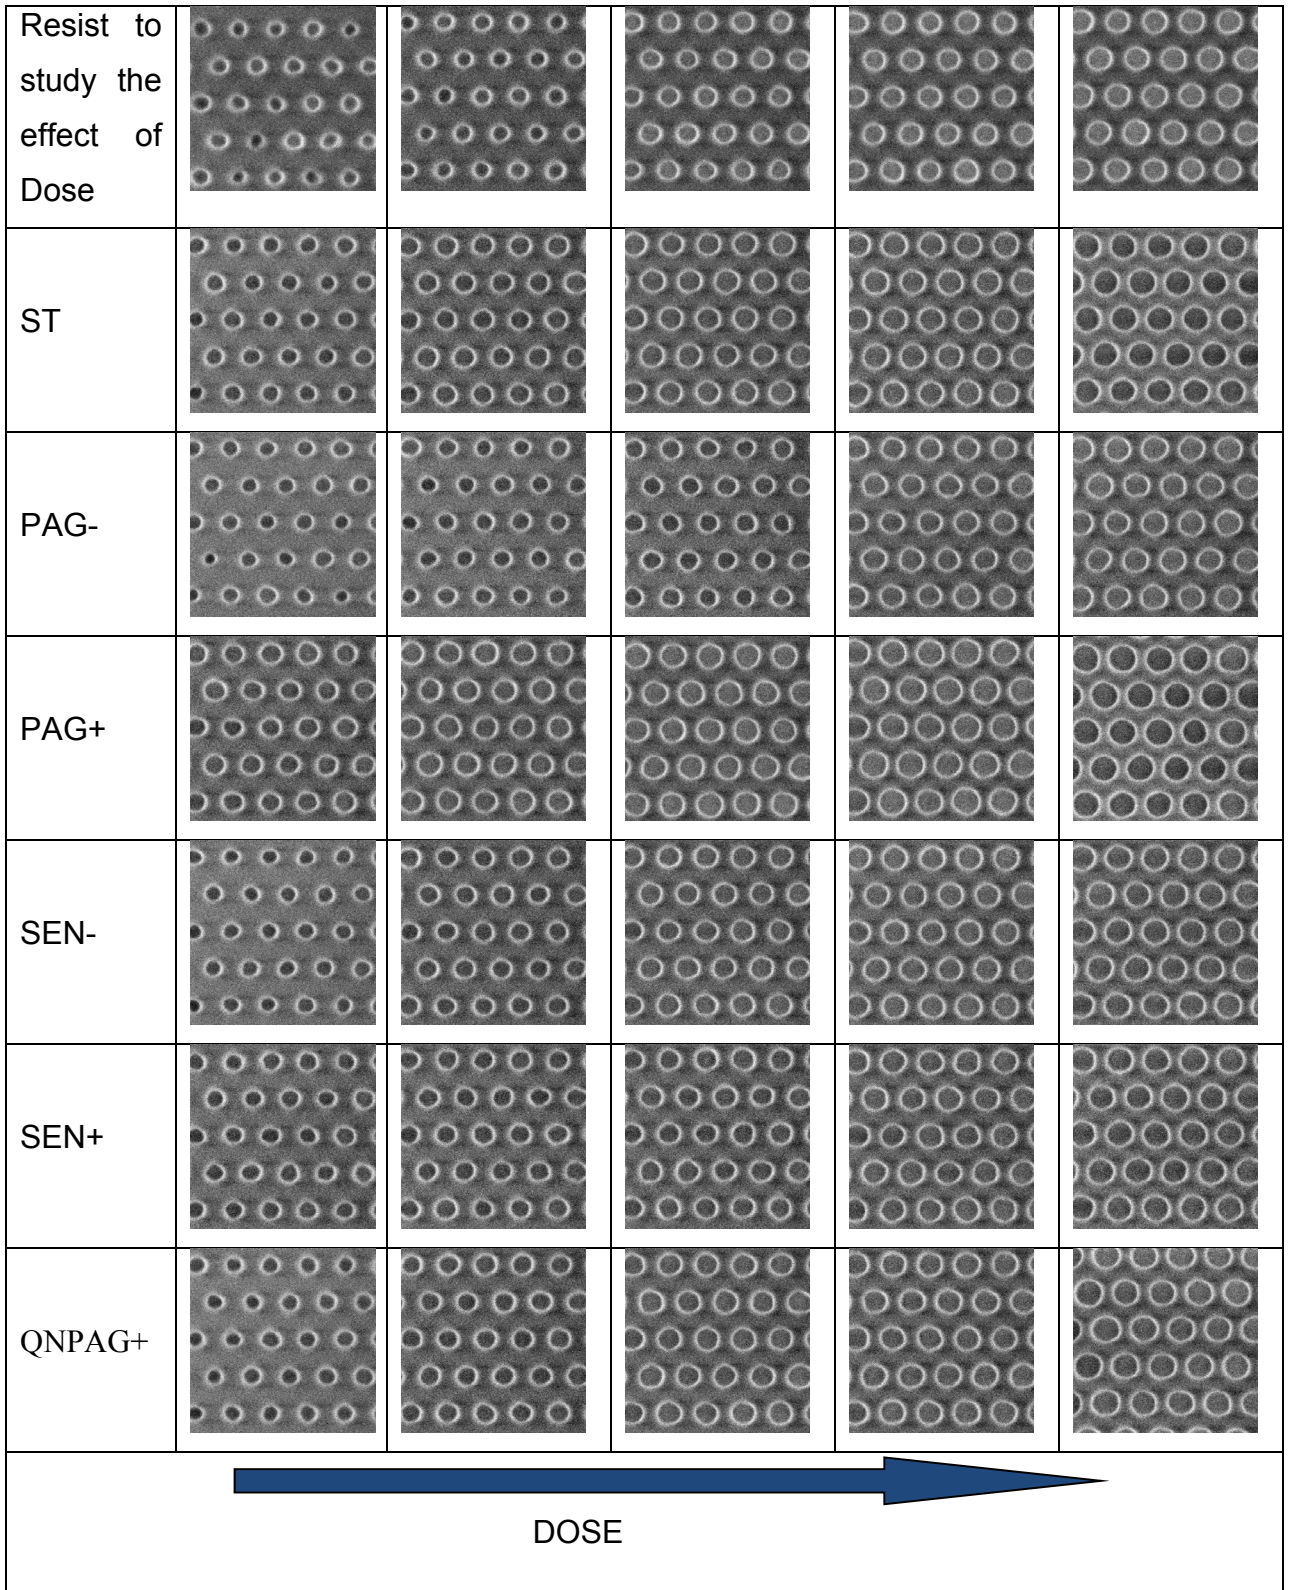 Resist to
study the
effect of
Dose
ST
PAG-
PAG+
SEN-
SEN+
QNPAG+
DOSE